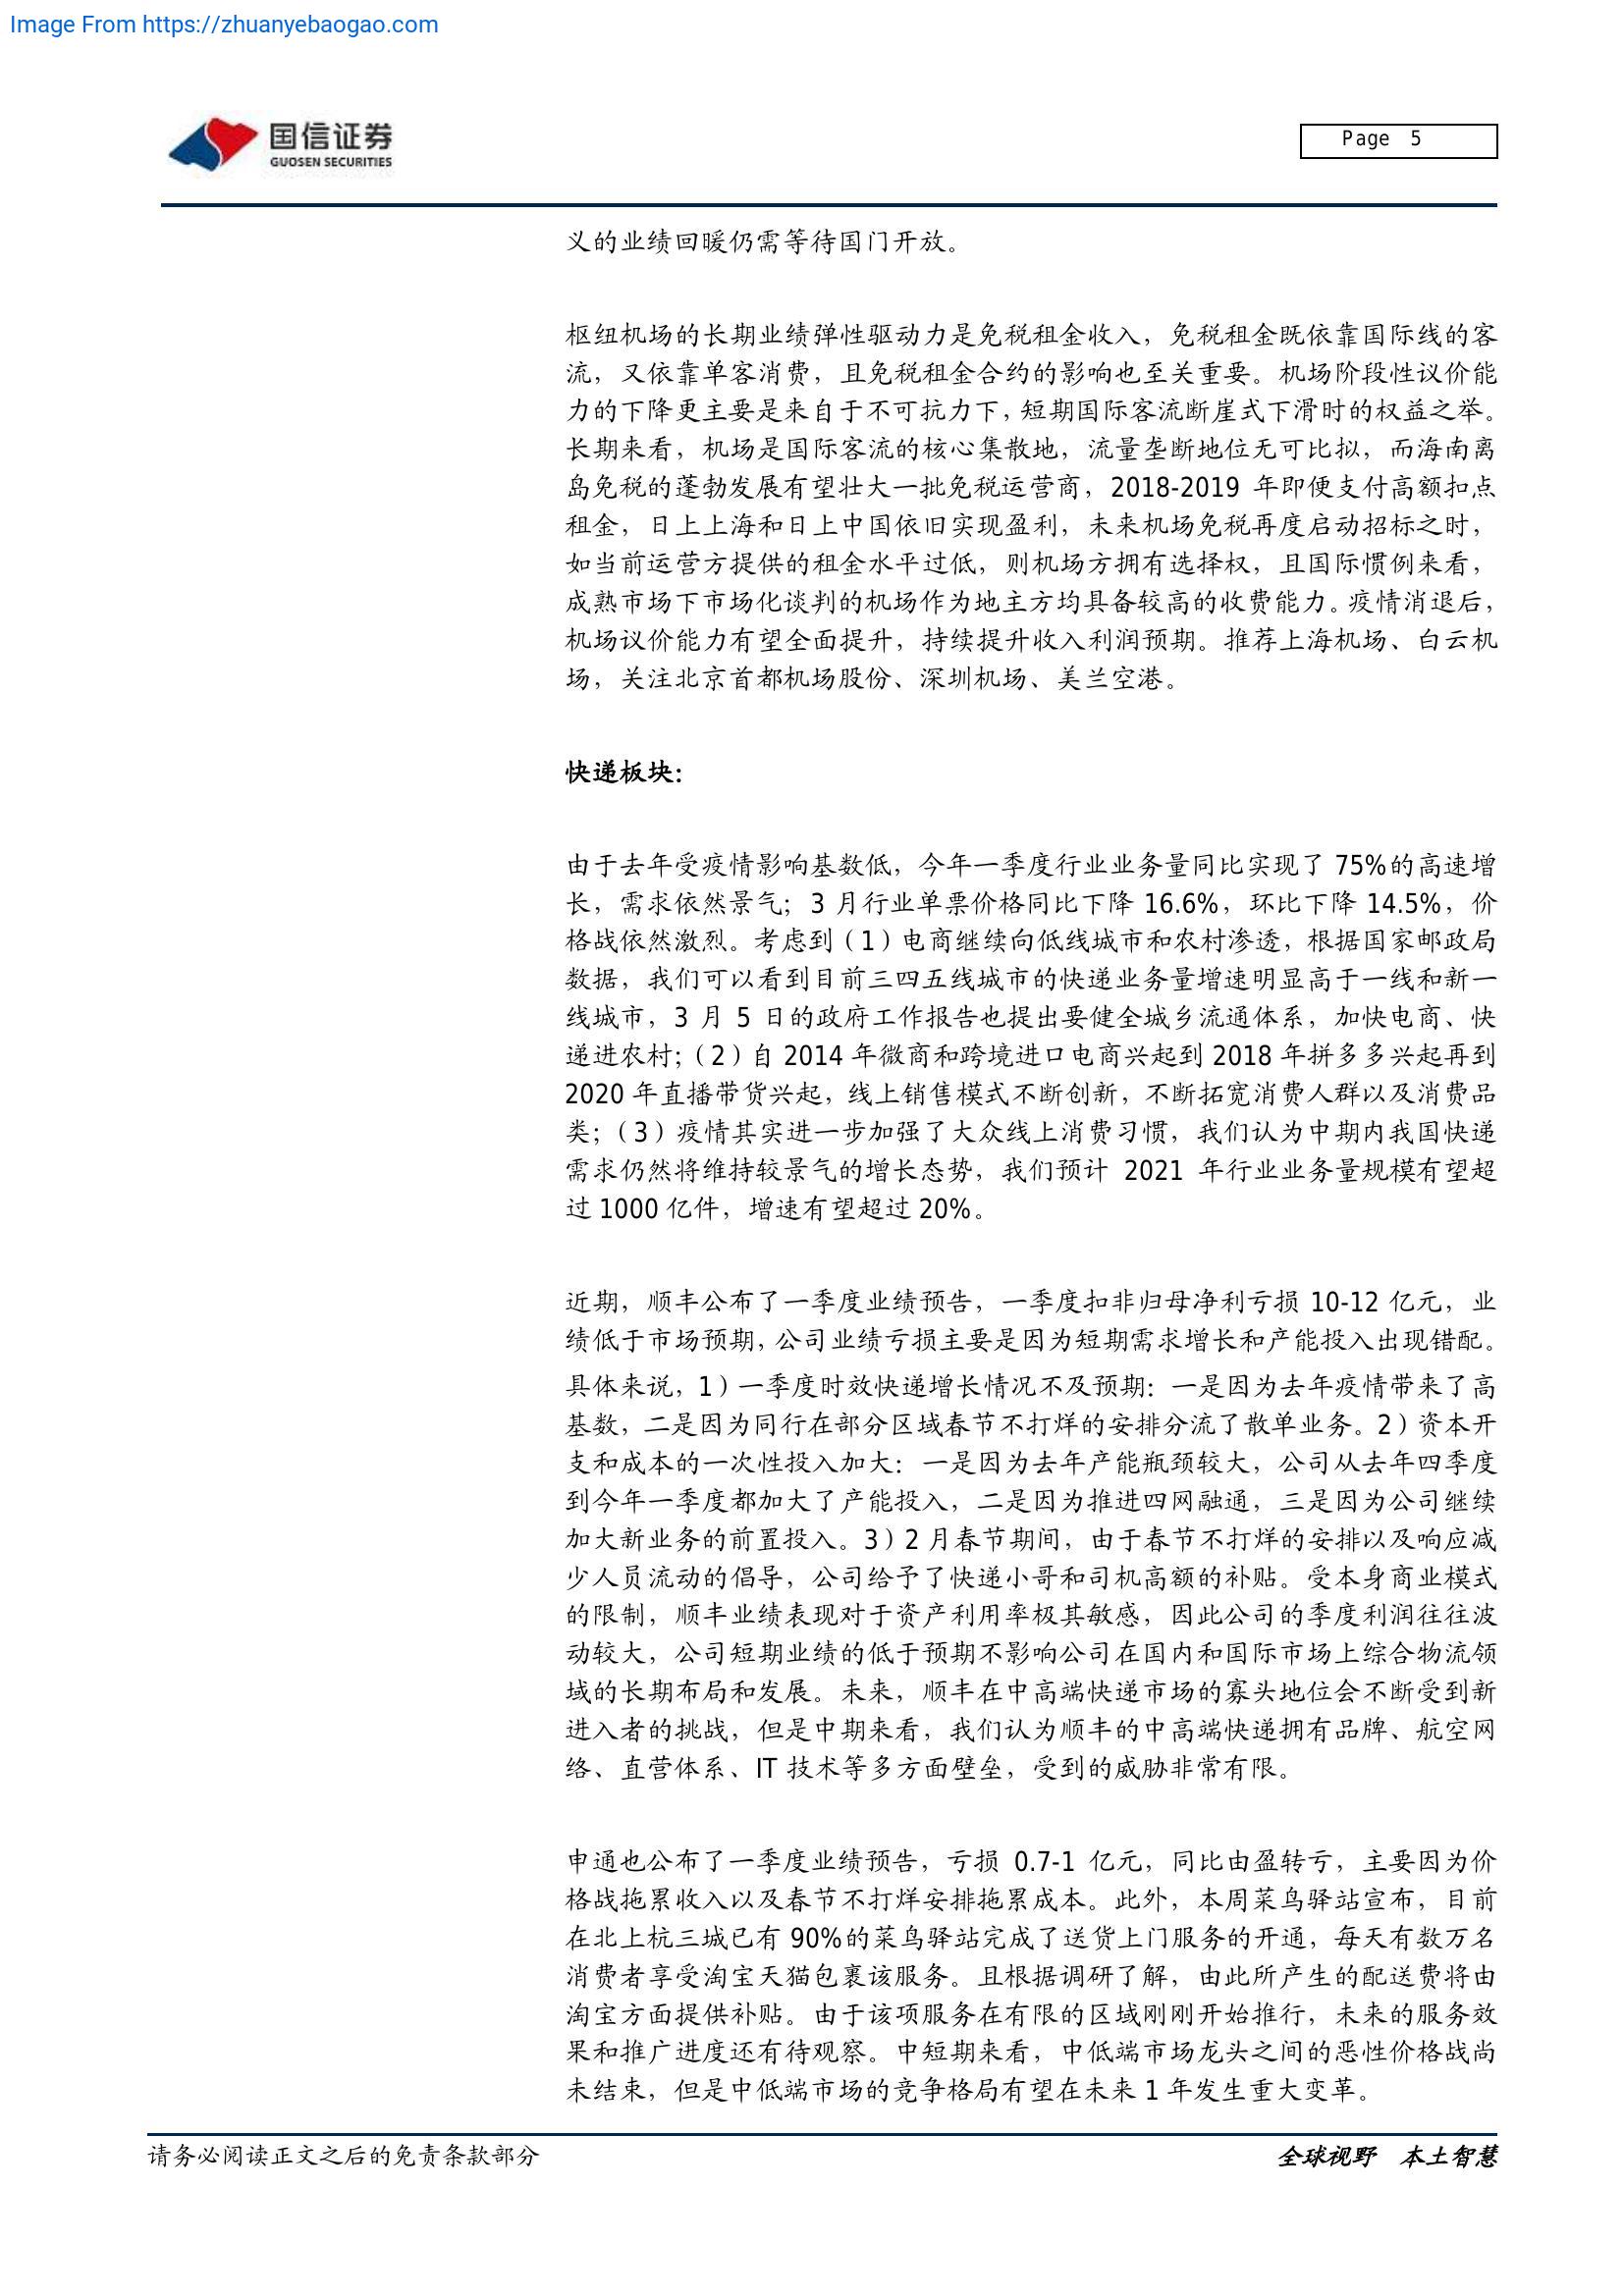 Image From https://zhuanyebaogao.com
国信证券
GUOSEN SECURITIES
Page 5
义的业绩回暖仍需等待国门开放。
枢纽机场的长期业绩弹性驱动力是免税租金收入，免税租金既依靠国际线的客
流，又依靠单客消费，且免税租金合约的影响也至关重要。机场阶段性议价能
力的下降更主要是来自于不可抗力下，短期国际客流断崖式下滑时的权益之举。
长期来看，机场是国际客流的核心集散地，流量垄断地位无可比拟，而海南离
岛免税的蓬勃发展有望壮大一批免税运营商，2018-2019 年即便支付高额扣点
租金，日上上海和日上中国依旧实现盈利，未来机场免税再度启动招标之时，
如当前运营方提供的租金水平过低，则机场方拥有选择权，且国际惯例来看，
成熟市场下市场化谈判的机场作为地主方均具备较高的收费能力。疫情消退后，
机场议价能力有望全面提升，持续提升收入利润预期。推荐上海机场、白云机
场，关注北京首都机场股份、深圳机场、美兰空港。
快递板块：
由于去年受疫情影响基数低，今年一季度行业业务量同比实现了 75%的高速增
长，需求依然景气；3 月行业单票价格同比下降 16.6%，环比下降 14.5%，价
格战依然激烈。考虑到（1）电商继续向低线城市和农村渗透，根据国家邮政局
数据，我们可以看到目前三四五线城市的快递业务量增速明显高于一线和新一
线城市，3 月 5 日的政府工作报告也提出要健全城乡流通体系，加快电商、快
递进农村；（2）自 2014 年微商和跨境进口电商兴起到 2018 年拼多多兴起再到
2020 年直播带货兴起，线上销售模式不断创新，不断拓宽消费人群以及消费品
类；（3）疫情其实进一步加强了大众线上消费习惯，我们认为中期内我国快递
需求仍然将维持较景气的增长态势，我们预计 2021 年行业业务量规模有望超
过 1000 亿件，增速有望超过 20%。
近期，顺丰公布了一季度业绩预告，一季度扣非归母净利亏损 10-12 亿元，业
绩低于市场预期，公司业绩亏损主要是因为短期需求增长和产能投入出现错配。
具体来说，1）一季度时效快递增长情况不及预期：一是因为去年疫情带来了高
基数，二是因为同行在部分区域春节不打烊的安排分流了散单业务。2）资本开
支和成本的一次性投入加大：一是因为去年产能瓶颈较大，公司从去年四季度
到今年一季度都加大了产能投入，二是因为推进四网融通，三是因为公司继续
加大新业务的前置投入。3）2 月春节期间，由于春节不打烊的安排以及响应减
少人员流动的倡导，公司给予了快递小哥和司机高额的补贴。受本身商业模式
的限制，顺丰业绩表现对于资产利用率极其敏感，因此公司的季度利润往往波
动较大，公司短期业绩的低于预期不影响公司在国内和国际市场上综合物流领
域的长期布局和发展。未来，顺丰在中高端快递市场的寡头地位会不断受到新
进入者的挑战，但是中期来看，我们认为顺丰的中高端快递拥有品牌、航空网
络、直营体系、IT 技术等多方面壁垒，受到的威胁非常有限。
申通也公布了一季度业绩预告，亏损 0.7-1 亿元，同比由盈转亏，主要因为价
格战拖累收入以及春节不打烊安排拖累成本。此外，本周菜鸟驿站宣布，目前
在北上杭三城已有 90%的菜鸟驿站完成了送货上门服务的开通，每天有数万名
消费者享受淘宝天猫包裹该服务。且根据调研了解，由此所产生的配送费将由
淘宝方面提供补贴。由于该项服务在有限的区域刚刚开始推行，未来的服务效
果和推广进度还有待观察。中短期来看，中低端市场龙头之间的恶性价格战尚
未结束，但是中低端市场的竞争格局有望在未来 1 年发生重大变革。
请务必阅读正文之后的免责条款部分
全球视野 本土智慧